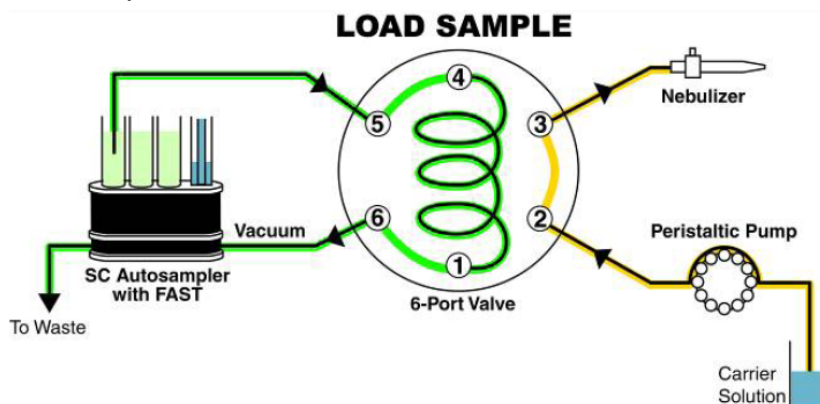 LOAD SAMPLE
4
5
3
Nebulizer
6
2
Vacuum
Peristaltic Pump
1
SC Autosampler
with FAST
6-Port Valve
To Waste
Carrier
Solution